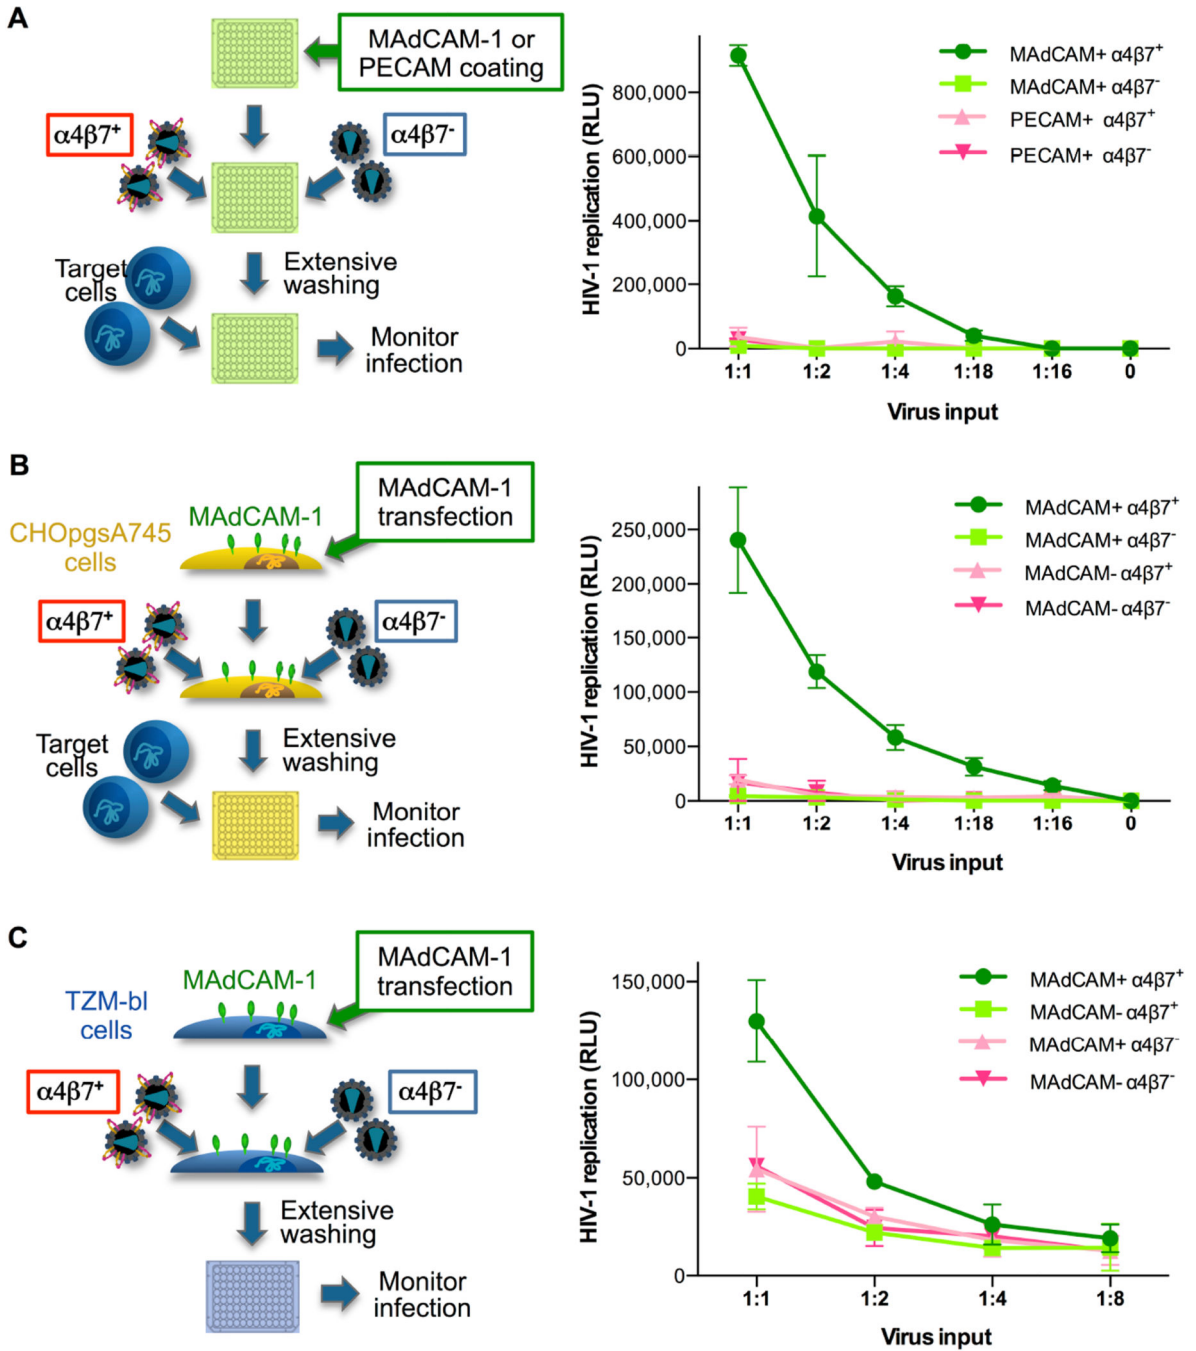 A
MAdCAM-1 or
PECAM coating
α4β7⁺
α4β7⁻
Target
cells
Extensive
washing
Monitor
infection
HIV-1 replication (RLU)
800,000
600,000
400,000
200,000
0
1:1
1:2
1:4
1:18
1:16
0
Virus input
MAdCAM+ α4β7⁺
MAdCAM+ α4β7⁻
PECAM+ α4β7⁺
PECAM+ α4β7⁻
B
MAdCAM-1
transfection
MAdCAM-1
CHOpgsA745
cells
α4β7⁺
α4β7⁻
Target
cells
Extensive
washing
Monitor
infection
HIV-1 replication (RLU)
250,000
200,000
150,000
100,000
50,000
0
1:1
1:2
1:4
1:18
1:16
0
Virus input
MAdCAM+ α4β7⁺
MAdCAM+ α4β7⁻
MAdCAM- α4β7⁺
MAdCAM- α4β7⁻
C
MAdCAM-1
transfection
MAdCAM-1
TZM-bl
cells
α4β7⁺
α4β7⁻
Extensive
washing
Monitor
infection
HIV-1 replication (RLU)
150,000
100,000
50,000
0
1:1
1:2
1:4
1:8
Virus input
MAdCAM+ α4β7⁺
MAdCAM- α4β7⁺
MAdCAM+ α4β7⁻
MAdCAM- α4β7⁻